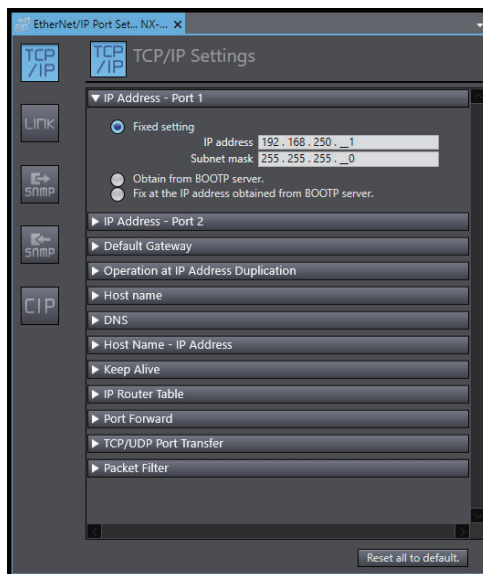 EtherNet/IP Port Set... NX-...
TCP
/IP
TCP
/IP
TCP/IP Settings
IP Address - Port 1
LINK
Fixed setting
IP address 192 . 168 . 250 . __1
Subnet mask 255 . 255 . 255 . __0
Obtain from BOOTP server.
SNMP
Fix at the IP address obtained from BOOTP server.
IP Address - Port 2
Default Gateway
SNMP
Operation at IP Address Duplication
Host name
CIP
DNS
Host Name - IP Address
Keep Alive
IP Router Table
Port Forward
TCP/UDP Port Transfer
Packet Filter
Reset all to default.